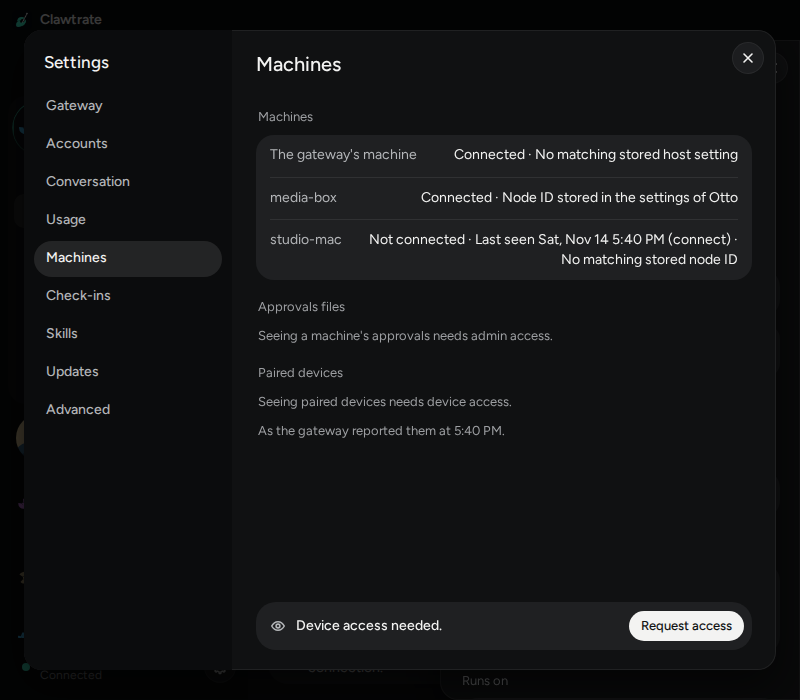 Clawtrate
Settings
Gateway
Accounts
Conversation
Usage
Machines
Check-ins
Skills
Updates
Advanced
Machines
Machines
The gateway's machine
Connected · No matching stored host setting
media-box
Connected · Node ID stored in the settings of Otto
studio-mac
Not connected · Last seen Sat, Nov 14 5:40 PM (connect) ·
No matching stored node ID
Approvals files
Seeing a machine's approvals needs admin access.
Paired devices
Seeing paired devices needs device access.
As the gateway reported them at 5:40 PM.
Device access needed.
Request access
Connected
connection.
Runs on